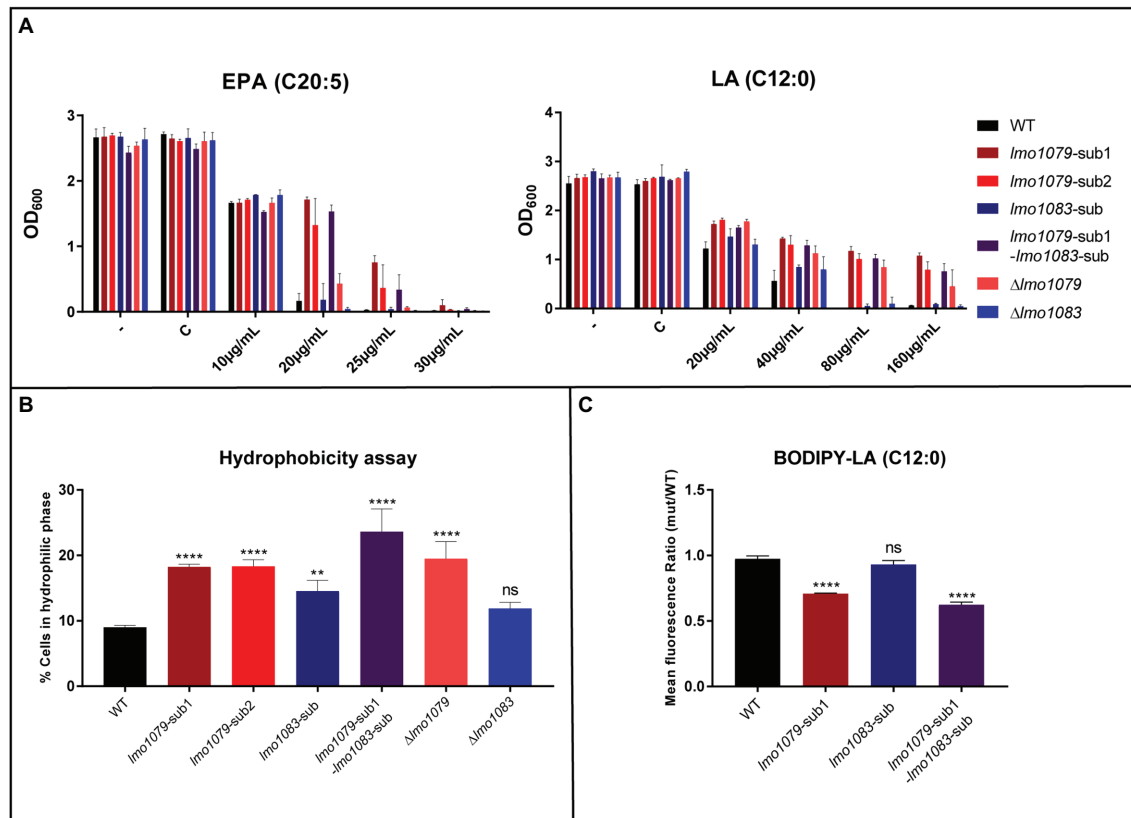 A
EPA (C20:5)
OD600
3
2
1
0
-
C
10µg/mL
20µg/mL
25µg/mL
30µg/mL
LA (C12:0)
OD600
4
3
2
1
0
-
C
20µg/mL
40µg/mL
80µg/mL
160µg/mL
WT
lmo1079-sub1
lmo1079-sub2
lmo1083-sub
lmo1079-sub1
-lmo1083-sub
Δlmo1079
Δlmo1083
B
Hydrophobicity assay
% Cells in hydrophilic phase
30
20
10
0
****
****
**
****
****
ns
WT
lmo1079-sub1
lmo1079-sub2
lmo1083-sub
lmo1079-sub1
-lmo1083-sub
Δlmo1079
Δlmo1083
C
BODIPY-LA (C12:0)
Mean fluorescence Ratio (mut/WT)
1.5
1.0
0.5
0.0
****
ns
****
WT
lmo1079-sub1
lmo1083-sub
lmo1079-sub1
-lmo1083-sub